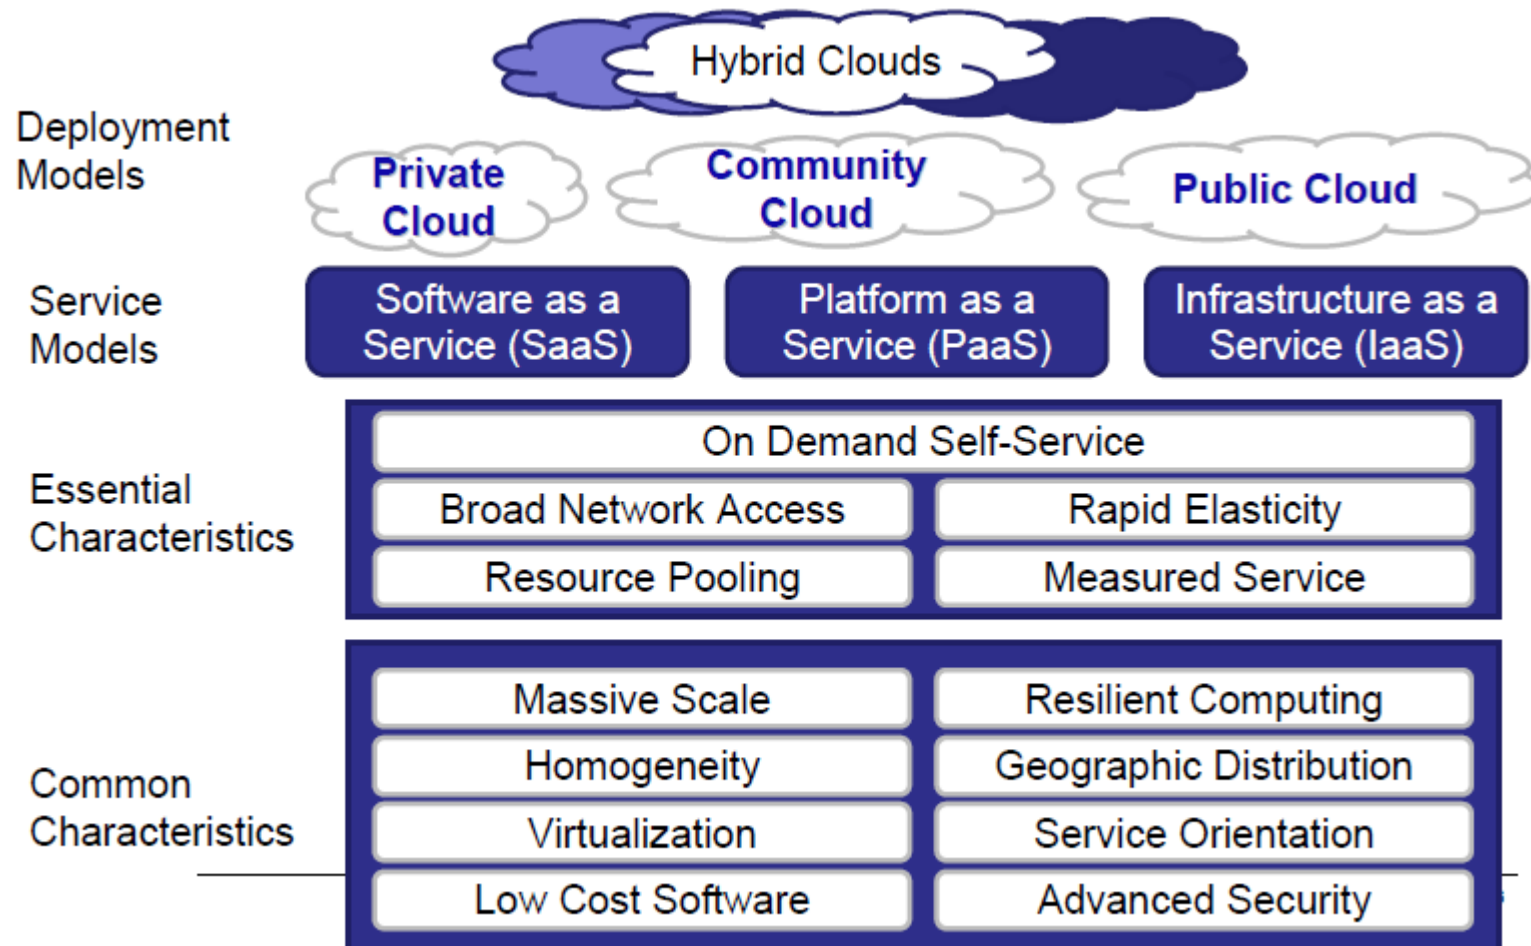 Hybrid Clouds
Deployment
Models
Private
Cloud
Community
Cloud
Public Cloud
Service
Models
Software as a
Service (SaaS)
Platform as a
Service (PaaS)
Infrastructure as a
Service (IaaS)
Essential
Characteristics
On Demand Self-Service
Broad Network Access
Rapid Elasticity
Resource Pooling
Measured Service
Common
Characteristics
Massive Scale
Resilient Computing
Homogeneity
Geographic Distribution
Virtualization
Service Orientation
Low Cost Software
Advanced Security